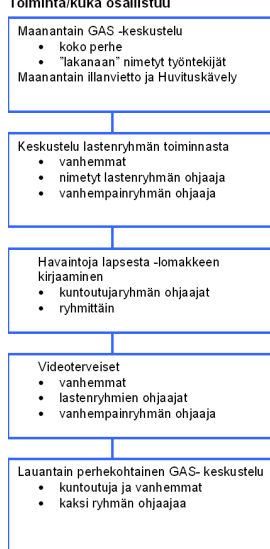 Toiminta/kuka osallistuu
Maanantain GAS -keskustelu
• koko perhe
• "lakanaan" nimetyt työntekijät
Maanantain illanvietto ja Huvituskävely
Keskustelu lastenryhmän toiminnasta
• vanhemmat
• nimetyt lastenryhmän ohjaaja
• vanhempainryhmän ohjaaja
Havaintoja lapsesta -lomakkeen
kirjaaminen
• kuntoutujaryhmän ohjaajat
• ryhmittäin
Videoterveiset
• vanhemmat
• lastenryhmien ohjaajat
• vanhempainryhmän ohjaaja
Lauantain perhekohtainen GAS- keskustelu
• kuntoutuja ja vanhemmat
• kaksi ryhmän ohjaajaa